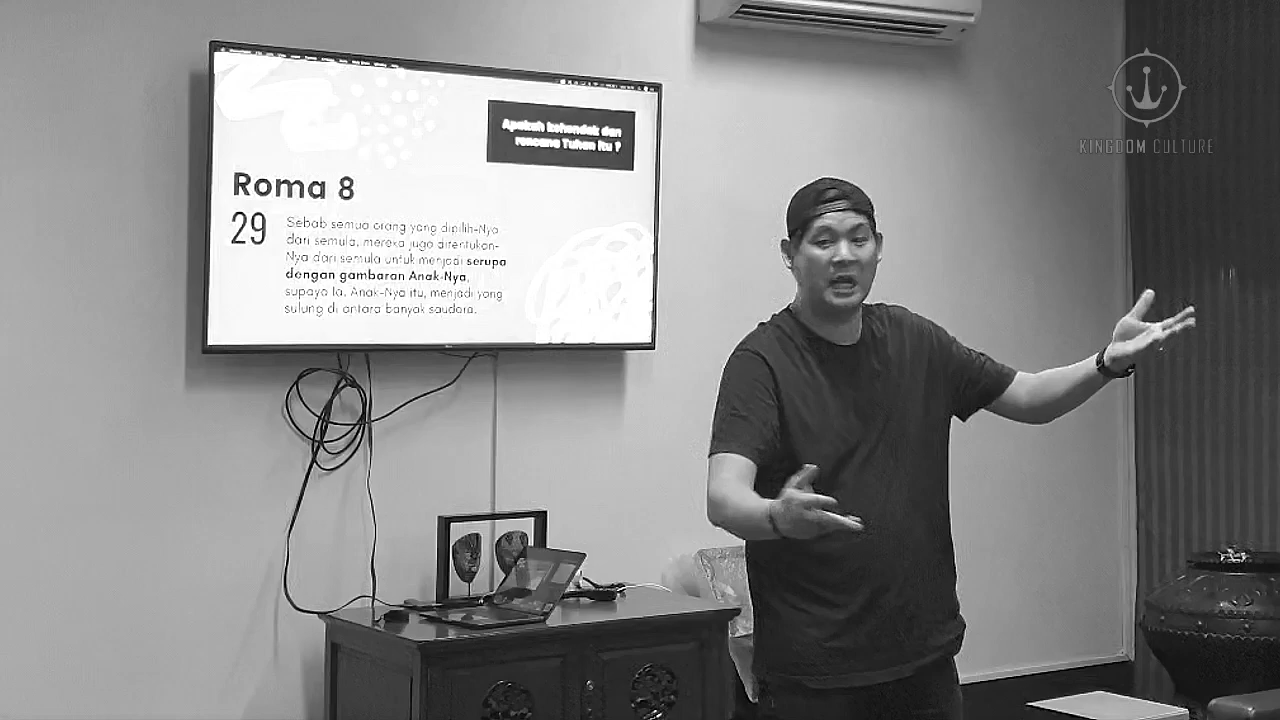 Apakah kehendak dan
rencana Tuhan itu ?
Roma 8
29
Sebab semua orang yang dipilih-Nya
dari semula, mereka juga ditentukan-
Nya dari semula untuk menjadi serupa
dengan gambaran Anak-Nya,
supaya Ia, Anak-Nya itu, menjadi yang
sulung di antara banyak saudara.
KINGDOM CULTURE